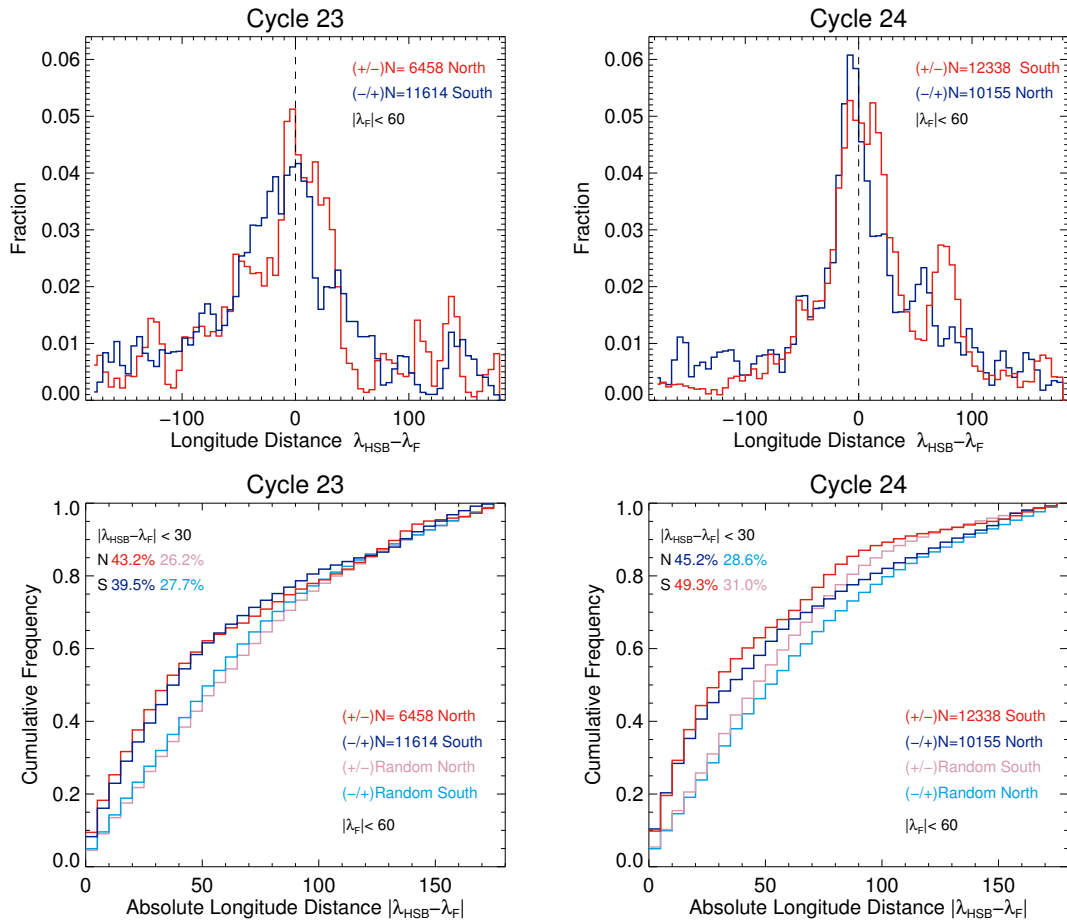 Cycle 23
Fraction
0.06
0.05
0.04
0.03
0.02
0.01
0.00
(+/−)N= 6458 North
(−/+)N=11614 South
|λF|< 60
−100 0 100
Longitude Distance λHSB−λF
Cycle 24
Fraction
0.06
0.05
0.04
0.03
0.02
0.01
0.00
(+/−)N=12338 South
(−/+)N=10155 North
|λF|< 60
−100 0 100
Longitude Distance λHSB−λF
Cycle 23
Cumulative Frequency
1.0
0.8
0.6
0.4
0.2
0.0
|λHSB−λF| < 30
N 43.2% 26.2%
S 39.5% 27.7%
(+/−)N= 6458 North
(−/+)N=11614 South
(+/−)Random North
(−/+)Random South
|λF|< 60
0 50 100 150
Absolute Longitude Distance |λHSB−λF|
Cycle 24
Cumulative Frequency
1.0
0.8
0.6
0.4
0.2
0.0
|λHSB−λF| < 30
N 45.2% 28.6%
S 49.3% 31.0%
(+/−)N=12338 South
(−/+)N=10155 North
(+/−)Random South
(−/+)Random North
|λF|< 60
0 50 100 150
Absolute Longitude Distance |λHSB−λF|